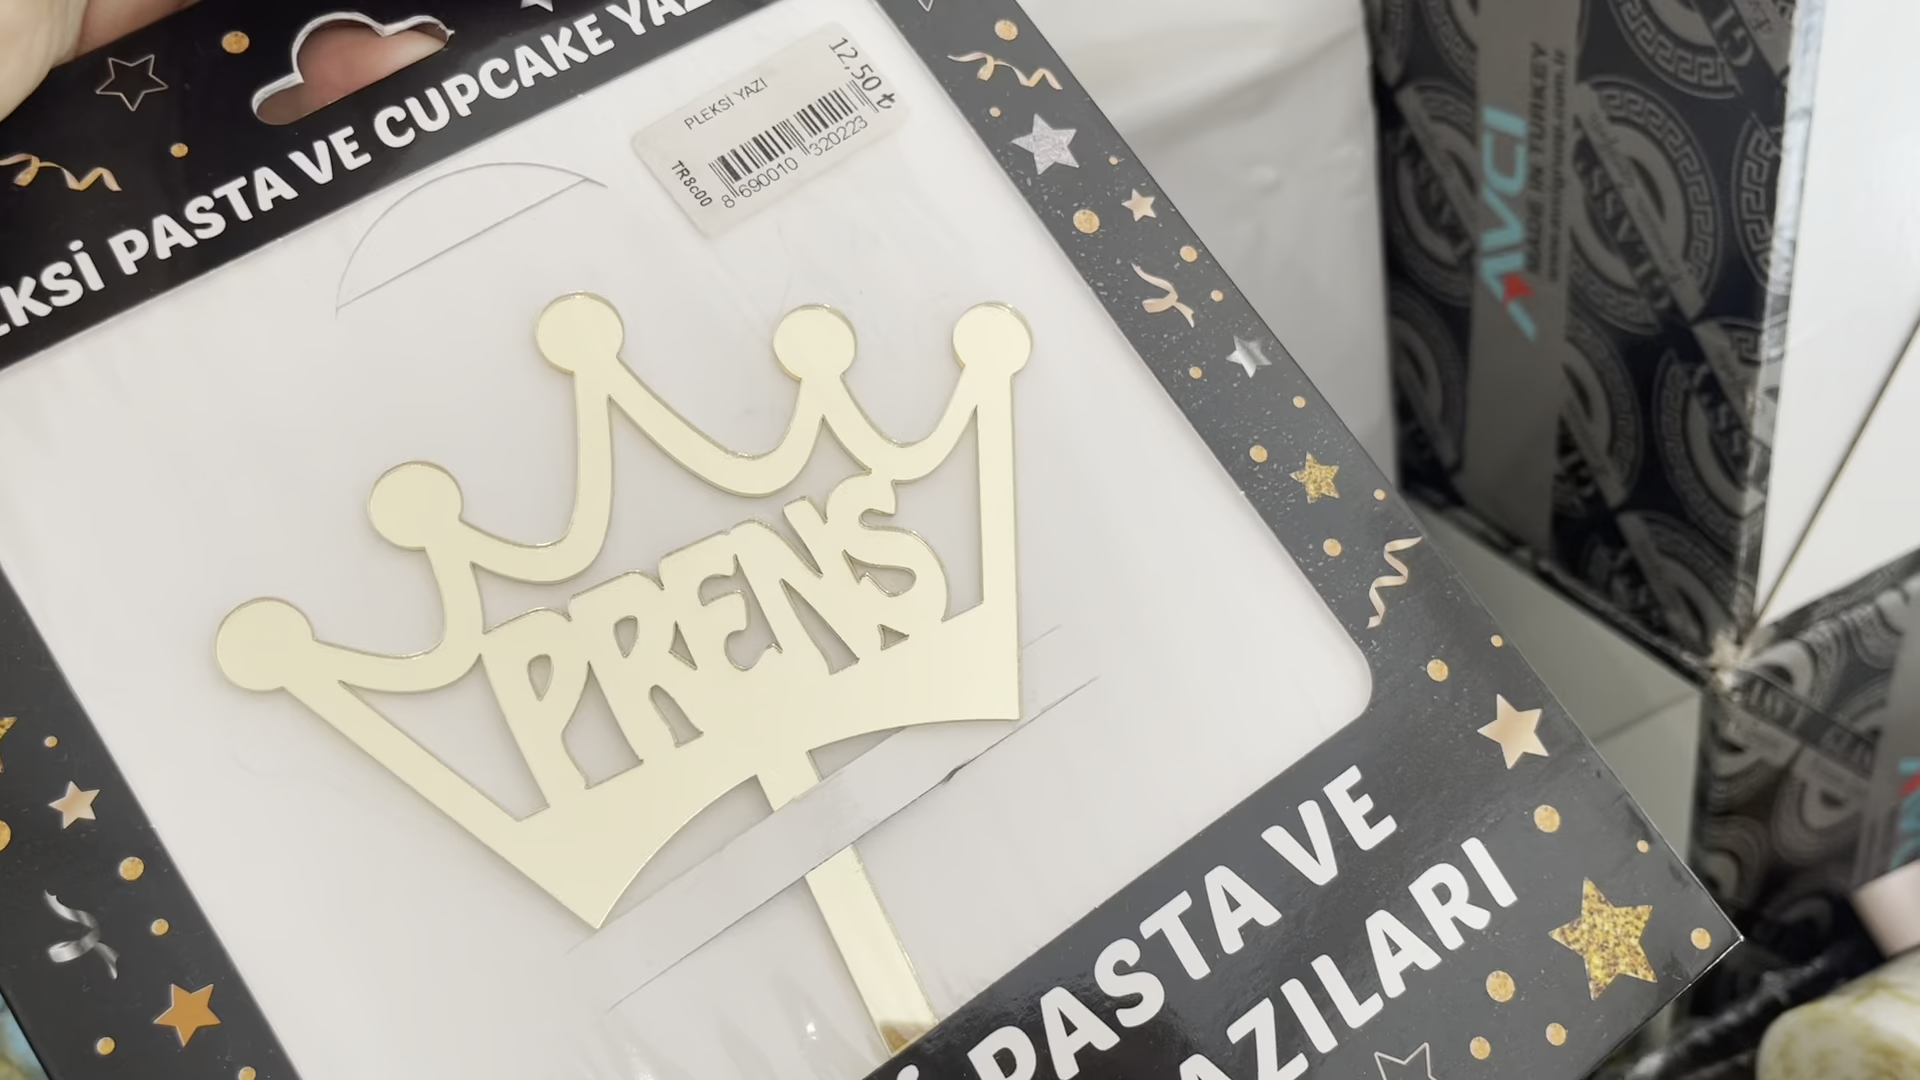 EKSİ PASTA VE CUPCAKE YAZ
PLEKSİ YAZI
12,50 ₺
TR8c00
8 690010 320223
PRENS
PASTA VE
AZILARI
AVCI
MADE IN TURKEY
GLASS